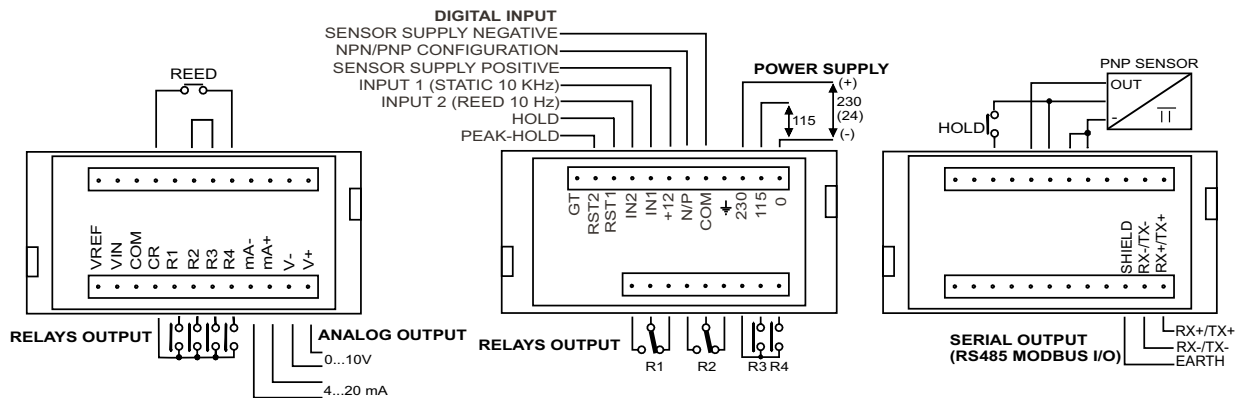 REED
VREF
VIN
COM
CR
R1
R2
R3
R4
mA-
mA+
V-
V+
RELAYS OUTPUT
ANALOG OUTPUT
0...10V
4...20 mA
DIGITAL INPUT
SENSOR SUPPLY NEGATIVE
NPN/PNP CONFIGURATION
SENSOR SUPPLY POSITIVE
INPUT 1 (STATIC 10 KHz)
INPUT 2 (REED 10 Hz)
HOLD
PEAK-HOLD
POWER SUPPLY
(+)
230
(24)
115
(-)
GT
RST2
RST1
IN2
IN1
+12
N/P
COM
230
115
0
RELAYS OUTPUT
R1
R2
R3 R4
PNP SENSOR
OUT
-
HOLD
SHIELD
RX-/TX-
RX+/TX+
SERIAL OUTPUT
(RS485 MODBUS I/O)
RX+/TX+
RX-/TX-
EARTH